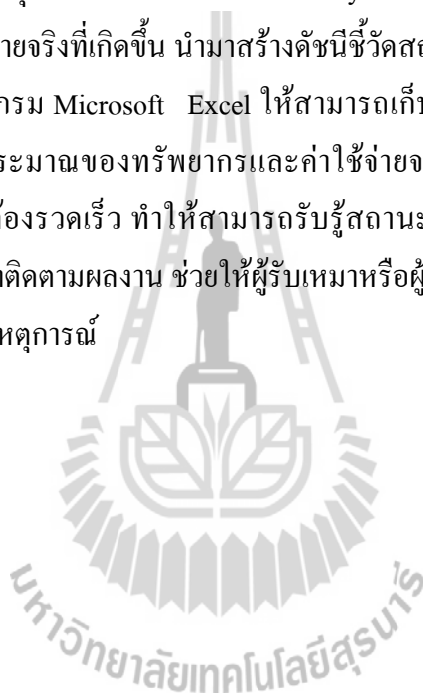 ายจริงที่เกิดขึ้น นำมาสร้างดัชนีชี้วัดสถ
กรม Microsoft Excel ให้สามารถเก็บ
ระมาณของทรัพยากรและค่าใช้จ่ายจ
ต้องรวดเร็ว ทำให้สามารถรับรู้สถานะ
าติดตามผลงาน ช่วยให้ผู้รับเหมาหรือผู้
หตุการณ์
มหาวิทยาลัยเทคโนโลยีสุรนารี